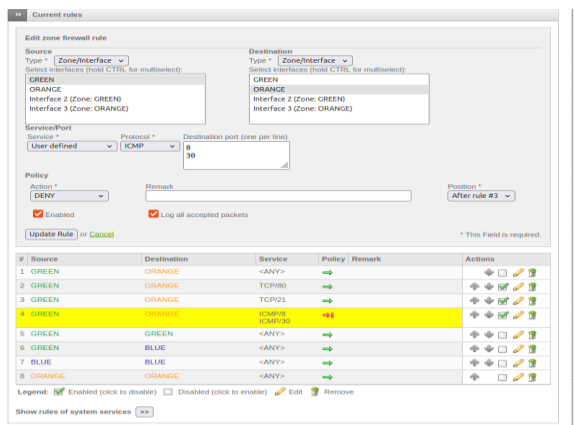 >> Current rules
Edit zone firewall rule
Source Destination
Type * Zone/Interface Type * Zone/Interface
Select interfaces (hold CTRL for multiselect): Select interfaces (hold CTRL for multiselect):
GREEN GREEN
ORANGE ORANGE
Interface 2 (Zone: GREEN) Interface 2 (Zone: GREEN)
Interface 3 (Zone: ORANGE) Interface 3 (Zone: ORANGE)
Service/Port
Service * Protocol * Destination port (one per line)
User defined ICMP 8
30
Policy
Action * Remark Position *
DENY After rule #3
Enabled Log all accepted packets
Update Rule or Cancel * This Field is required.
# Source Destination Service Policy Remark Actions
1 GREEN ORANGE <ANY>
2 GREEN ORANGE TCP/80
3 GREEN ORANGE TCP/21
4 GREEN ORANGE ICMP/8
ICMP/30
5 GREEN GREEN <ANY>
6 GREEN BLUE <ANY>
7 BLUE BLUE <ANY>
8 ORANGE ORANGE <ANY>
Legend: Enabled (click to disable) Disabled (click to enable) Edit Remove
Show rules of system services >>